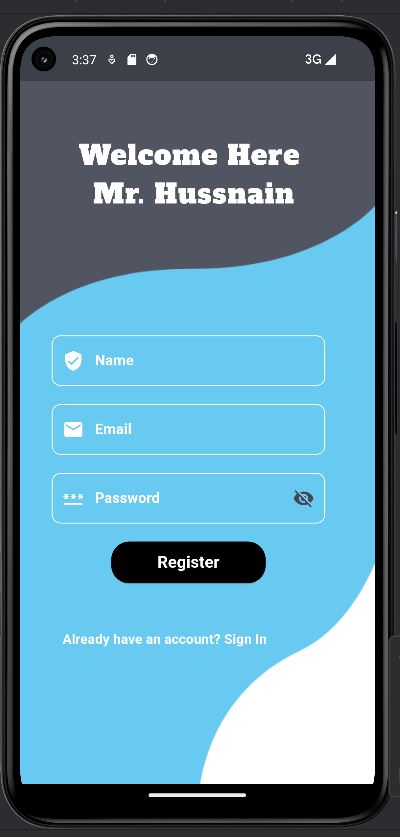 3:37
3G
Welcome Here
Mr. Hussnain
Name
Email
***
Password
Register
Already have an account? Sign In